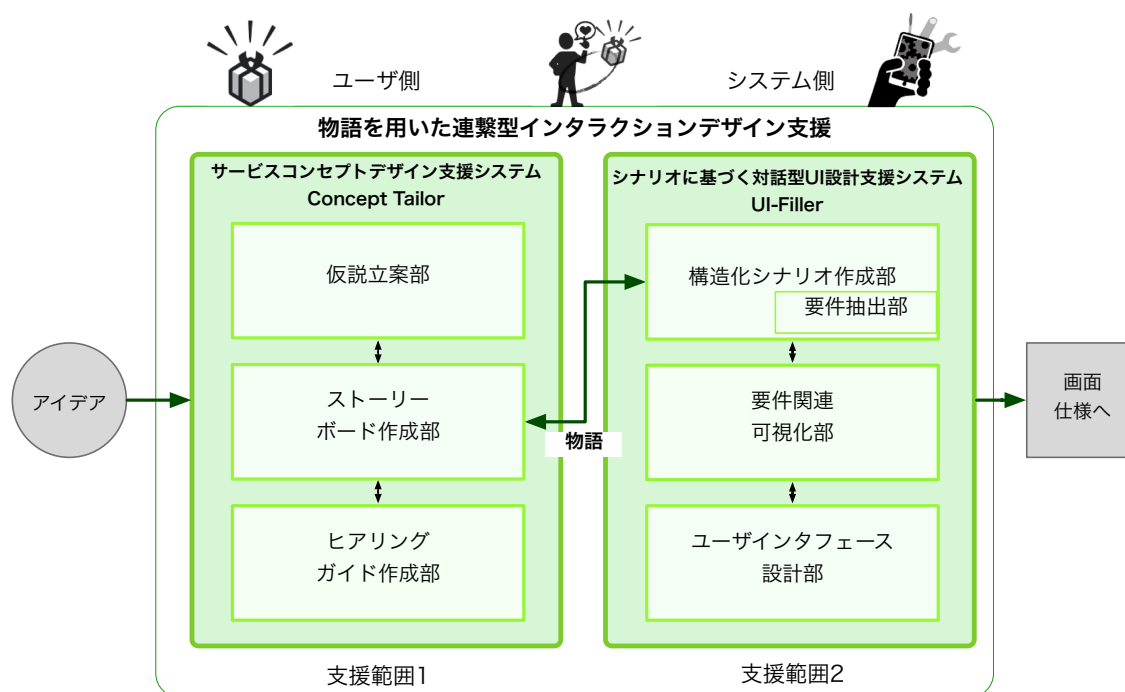 ユーザ側
システム側
物語を用いた連繋型インタラクションデザイン支援
サービスコンセプトデザイン支援システム
Concept Tailor
仮説立案部
ストーリー
ボード作成部
ヒアリング
ガイド作成部
シナリオに基づく対話型UI設計支援システム
UI-Filler
構造化シナリオ作成部
要件抽出部
要件関連
可視化部
ユーザインタフェース
設計部
アイデア
物語
画面
仕様へ
支援範囲1
支援範囲2